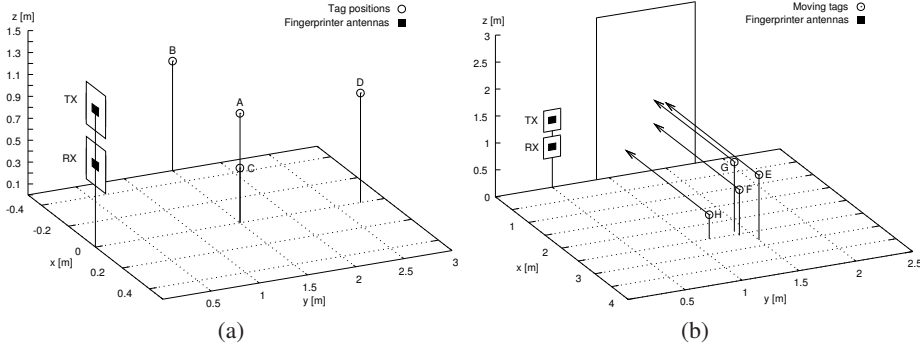 z [m]
1.5
1.3
1.1
0.9
0.7
0.5
0.3
0.1
-0.4
-0.2
0
0.2
0.4
x [m]
0.5
1
1.5
2
2.5
3
y [m]
TX
RX
A
B
C
D
Tag positions
Fingerprinter antennas
(a)
z [m]
3
2.5
2
1.5
1
0.5
0
1
2
3
4
x [m]
0.5
1
1.5
2
2.5
y [m]
TX
RX
G
E
F
H
Moving tags
Fingerprinter antennas
(b)